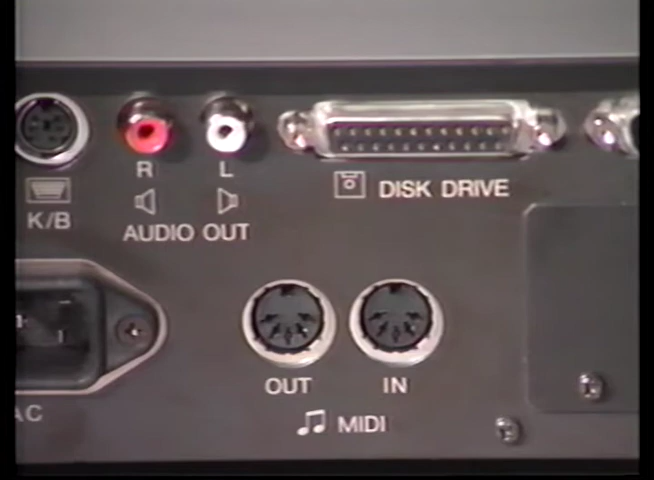 R L
K/B
AUDIO OUT
DISK DRIVE
OUT IN
AC
MIDI